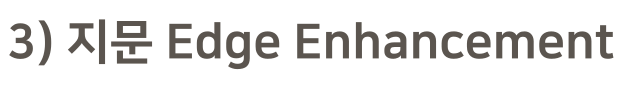 3) 지문 Edge Enhancement